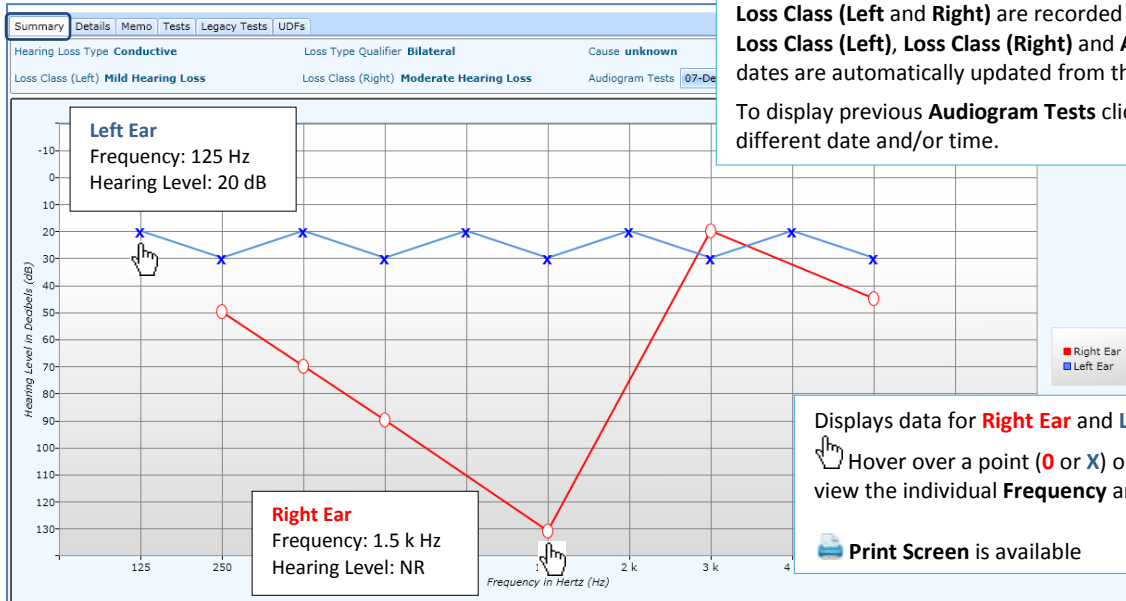 Summary Details Memo Tests Legacy Tests UDFs
Hearing Loss Type Conductive Loss Type Qualifier Bilateral Cause unknown
Loss Class (Left) Mild Hearing Loss Loss Class (Right) Moderate Hearing Loss Audiogram Tests 07-De
Loss Class (Left and Right) are recorded
Loss Class (Left), Loss Class (Right) and
dates are automatically updated from
To display previous Audiogram Tests
different date and/or time.
Left Ear
Frequency: 125 Hz
Hearing Level: 20 dB
Hearing Level in Decibels (dB)
-10
0
10
20
30
40
50
60
70
80
90
100
110
120
130
Right Ear
Left Ear
Displays data for Right Ear and
Hover over a point (0 or X)
view the individual Frequency
Print Screen is available
Right Ear
Frequency: 1.5 k Hz
Hearing Level: NR
125 250 2 k 3 k 4
Frequency in Hertz (Hz)